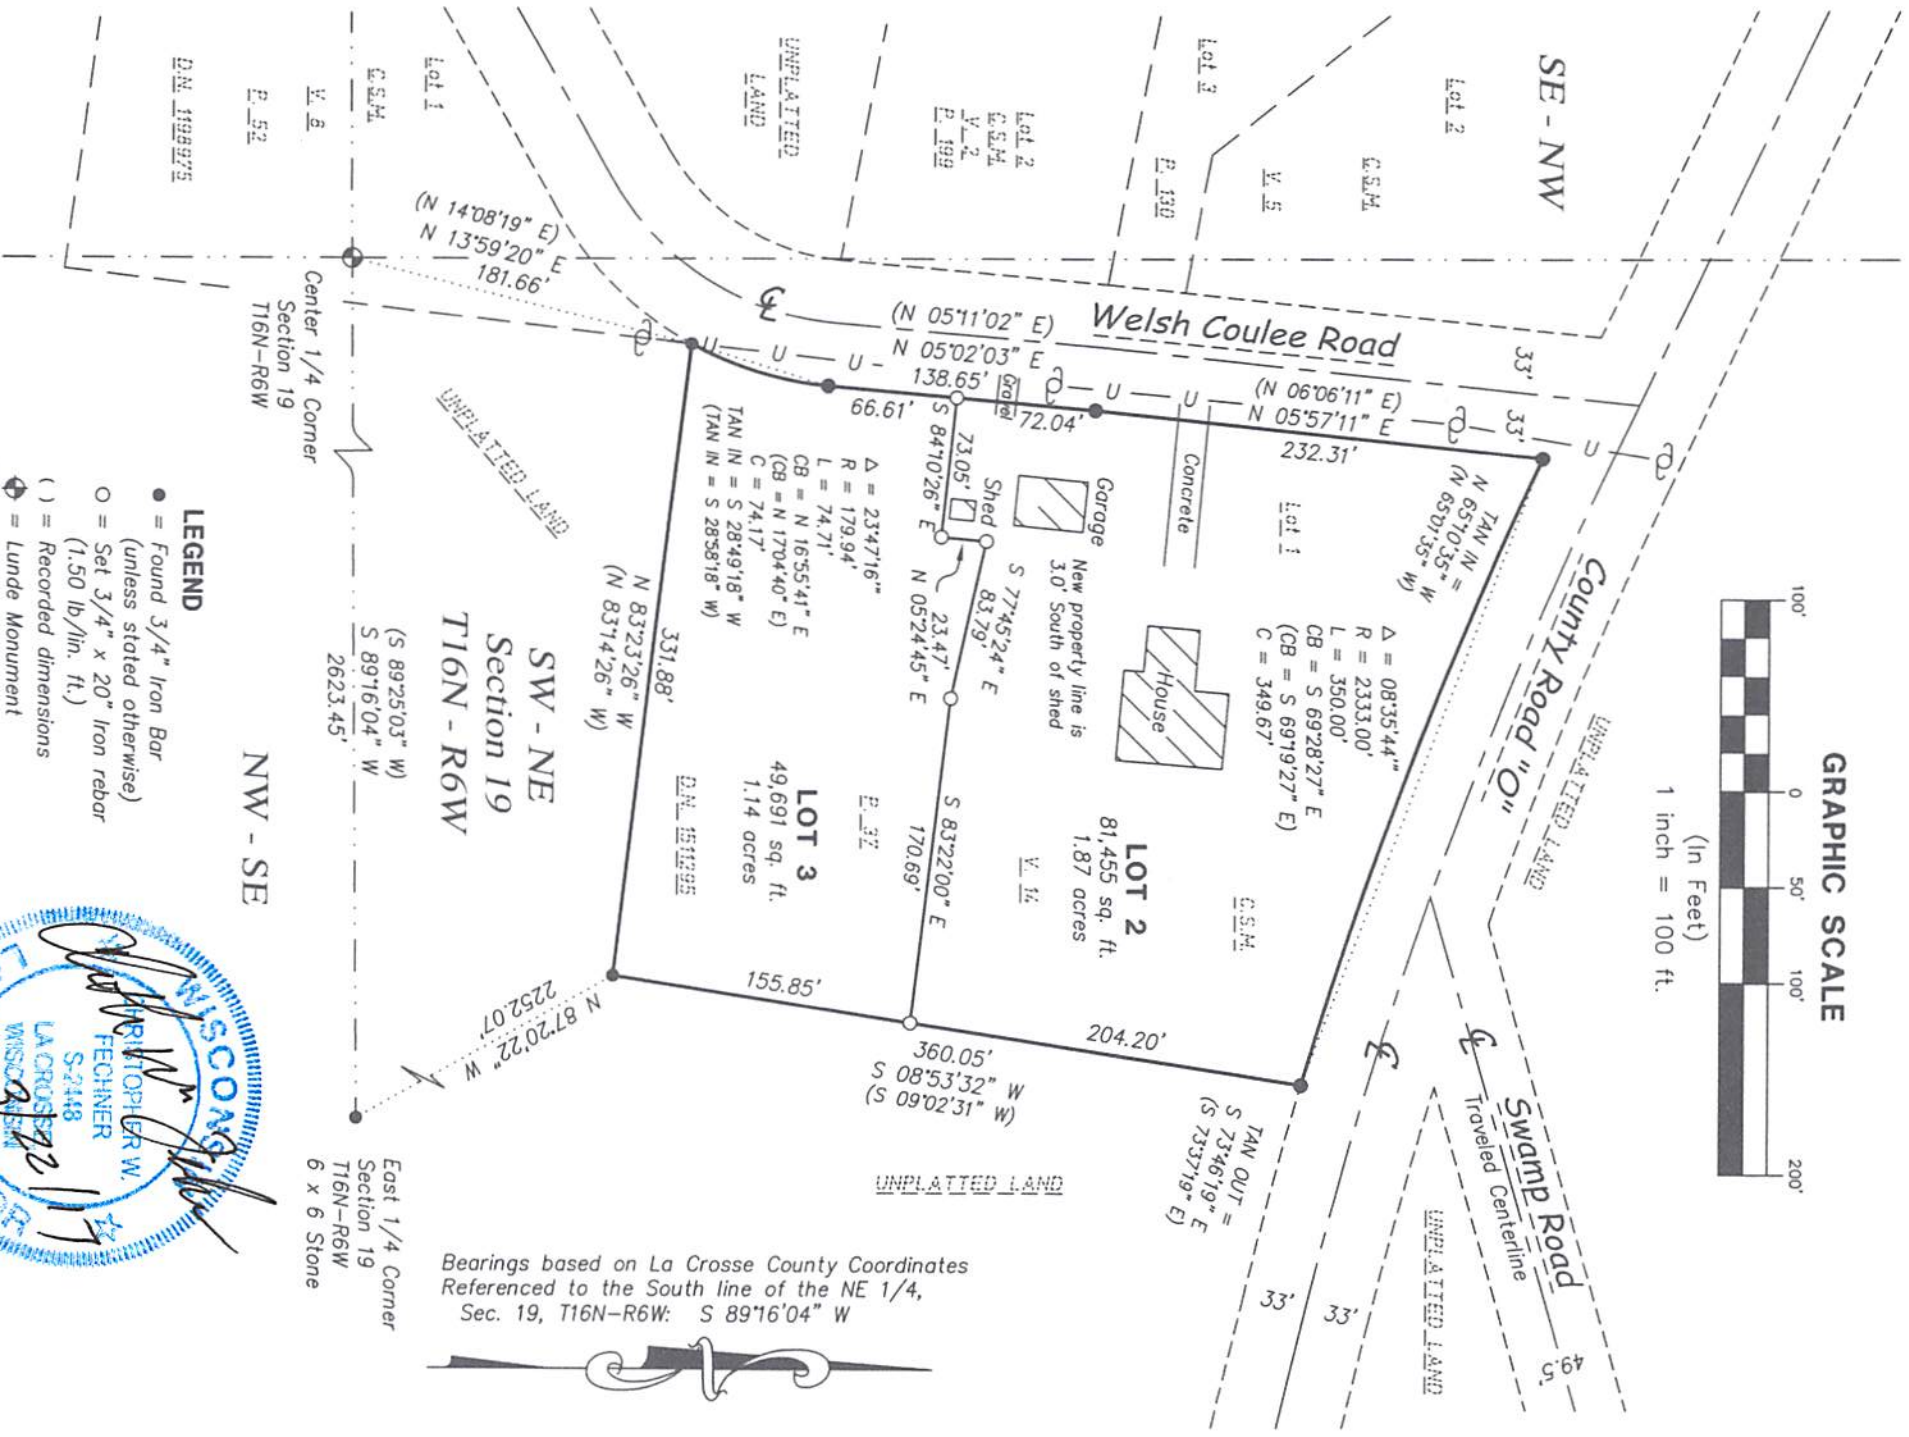 GRAPHIC SCALE
100'
0
50'
100'
200'
(In Feet)
1 inch = 100 ft.
SE - NW
Lot 2
C.S.M.
V. 5
P. 130
Lot 3
Lot 2
C.S.M.
V. 2
P. 199
UNPLATTED
LAND
Lot 1
C.S.M.
V. 8
P. 52
D.N. 1198975
Welsh Coulee Road
33'
33'
County Road "O"
UNPLATTED LAND
Swamp Road
Traveled Centerline
49.5'
UNPLATTED LAND
33'
33'
(N 14°08'19" E)
N 13°59'20" E
181.66'
Center 1/4 Corner
Section 19
T16N-R6W
(N 05°11'02" E)
N 05°02'03" E
138.65'
66.61'
72.04'
Gravel
U
U
U
U
U
U
(N 06°06'11" E)
N 05°57'11" E
232.31'
TAN IN =
N 65°10'35" W
(N 65°01'35" W)
Concrete
Lot 1
Garage
Shed
House
New property line is
3.0' South of shed
73.05'
S 84°10'26" E
23.47'
N 05°24'45" E
S 77°45'24" E
83.79'
S 83°22'00" E
170.69'
Δ = 08°35'44"
R = 2333.00'
L = 350.00'
CB = S 69°28'27" E
(CB = S 69°19'27" E)
C = 349.67'
Δ = 23°47'16"
R = 179.94'
L = 74.71'
CB = N 16°55'41" E
(CB = N 17°04'40" E)
C = 74.17'
TAN IN = S 28°49'18" W
(TAN IN = S 28°58'18" W)
LOT 2
81,455 sq. ft.
1.87 acres
C.S.M.
V. 14
P. 37
D.N. 1511295
LOT 3
49,691 sq. ft.
1.14 acres
331.88'
N 83°23'26" W
(N 83°14'26" W)
155.85'
204.20'
360.05'
S 08°53'32" W
(S 09°02'31" W)
TAN OUT =
S 73°46'19" E
(S 73°37'19" E)
UNPLATTED LAND
UNPLATTED LAND
SW - NE
Section 19
T16N - R6W
(S 89°25'03" W)
S 89°16'04" W
2623.45'
NW - SE
N 87°20'22" W
2252.07'
East 1/4 Corner
Section 19
T16N-R6W
6 x 6 Stone
Bearings based on La Crosse County Coordinates
Referenced to the South line of the NE 1/4,
Sec. 19, T16N-R6W: S 89°16'04" W
LEGEND
● = Found 3/4" Iron Bar
(unless stated otherwise)
○ = Set 3/4" x 20" Iron rebar
(1.50 lb/lin. ft.)
( ) = Recorded dimensions
= Lunde Monument
WISCONS
CHRISTOPHER W.
FECHNER
S-2448
LA CROSSE
WISCONSIN